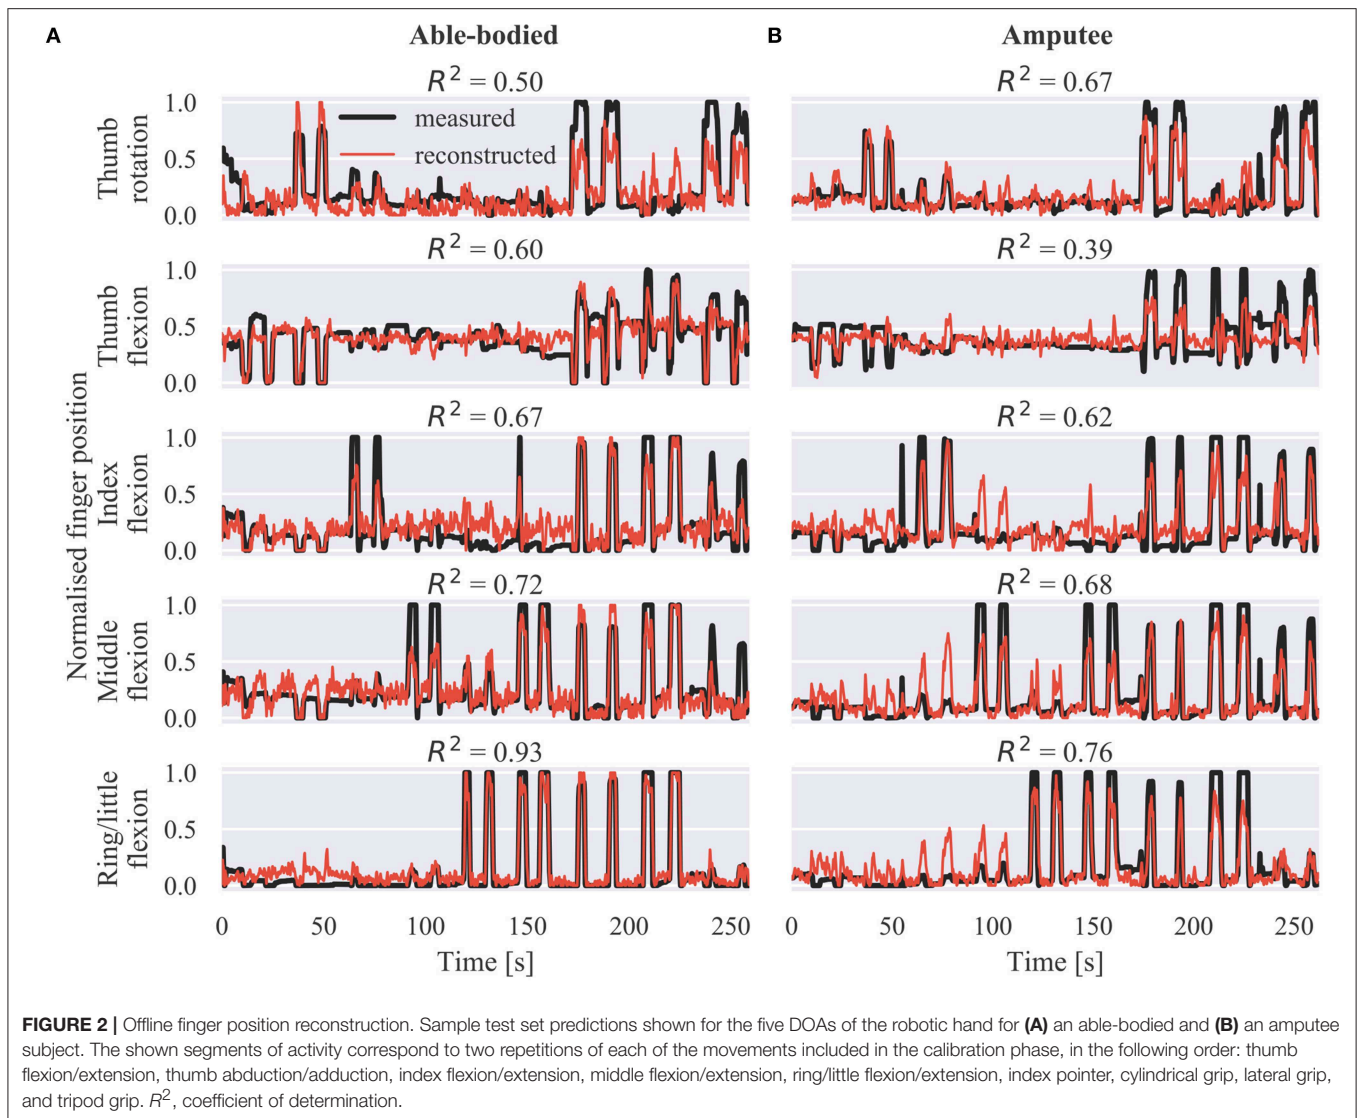 A
Able-bodied
B
Amputee
R² = 0.50
R² = 0.67
Thumb
rotation
1.0
0.5
0.0
measured
reconstructed
R² = 0.60
R² = 0.39
Thumb
flexion
1.0
0.5
0.0
R² = 0.67
R² = 0.62
Normalised finger position
Index
flexion
1.0
0.5
0.0
R² = 0.72
R² = 0.68
Middle
flexion
1.0
0.5
0.0
R² = 0.93
R² = 0.76
Ring/little
flexion
1.0
0.5
0.0
0 50 100 150 200 250
0 50 100 150 200 250
Time [s]
Time [s]
FIGURE 2 | Offline finger position reconstruction. Sample test set predictions shown for the five DOAs of the robotic hand for (A) an able-bodied and (B) an amputee
subject. The shown segments of activity correspond to two repetitions of each of the movements included in the calibration phase, in the following order: thumb
flexion/extension, thumb abduction/adduction, index flexion/extension, middle flexion/extension, ring/little flexion/extension, index pointer, cylindrical grip, lateral grip,
and tripod grip. R², coefficient of determination.